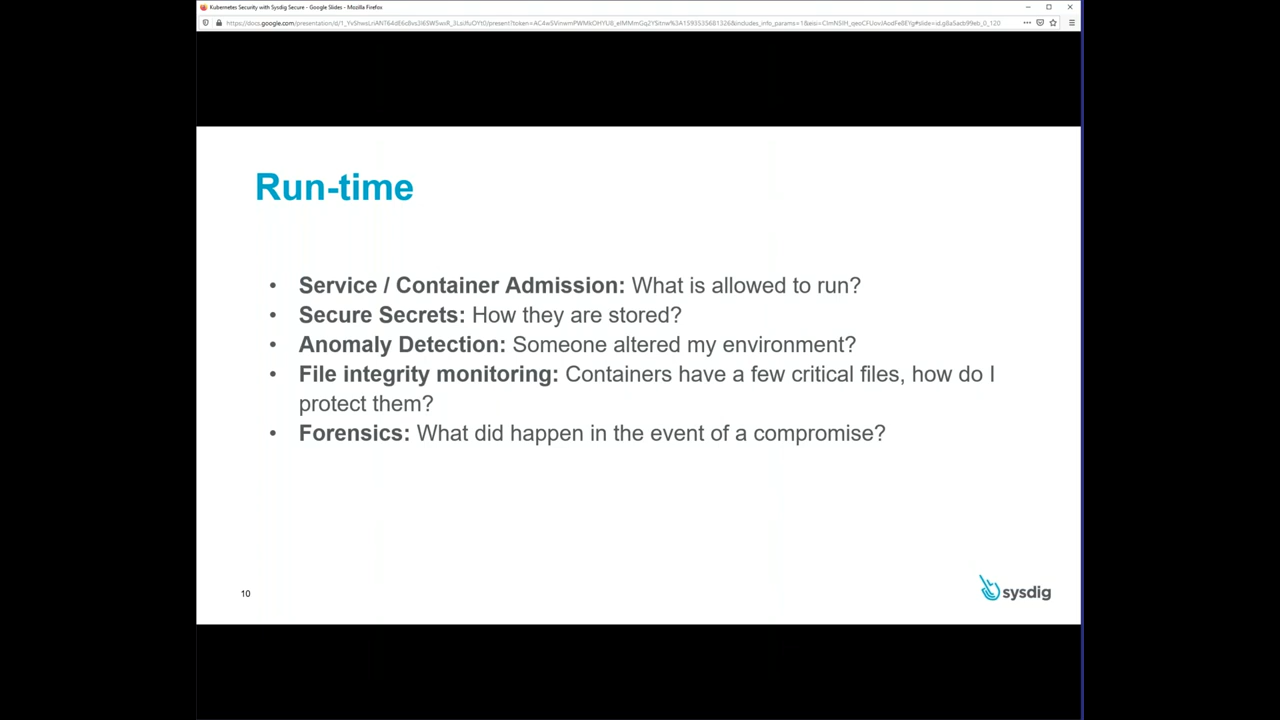 Kubernetes Security with Sysdig Secure - Google Slides - Mozilla Firefox
Run-time
• Service / Container Admission: What is allowed to run?
• Secure Secrets: How they are stored?
• Anomaly Detection: Someone altered my environment?
• File integrity monitoring: Containers have a few critical files, how do I
protect them?
• Forensics: What did happen in the event of a compromise?
10
sysdig